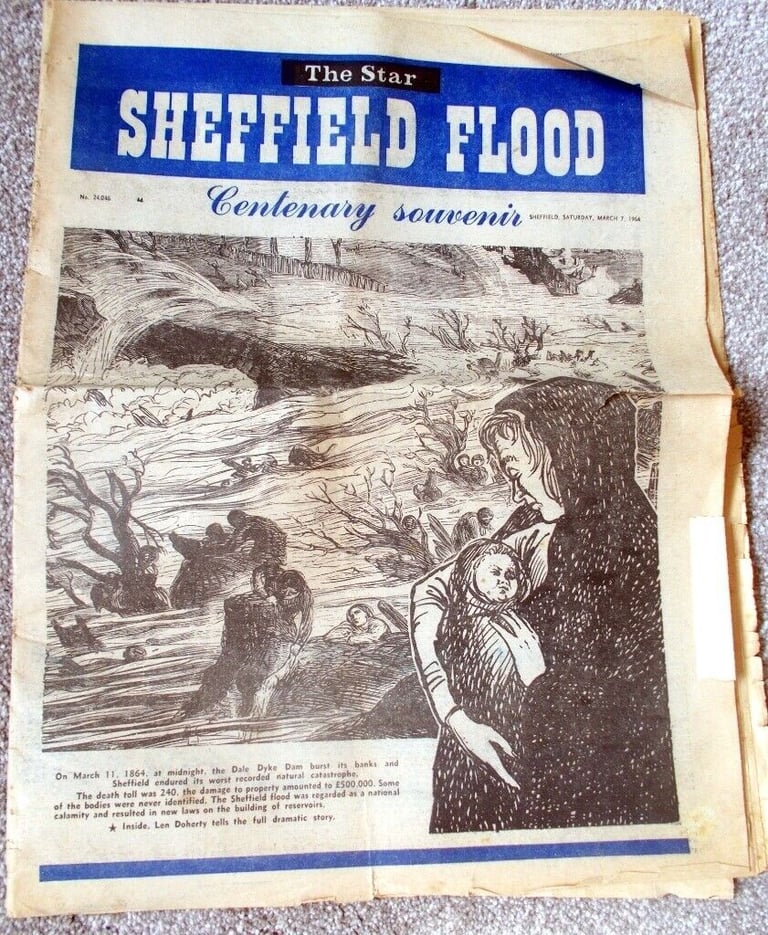 The Star
SHEFFIELD FLOOD
No. 24,046
Centenary souvenir
SHEFFIELD, SATURDAY, MARCH 7, 1964
On March 11, 1864, at midnight, the Dale Dyke Dam burst its banks and
Sheffield endured its worst recorded natural catastrophe.
The death toll was 240, the damage to property amounted to £500,000. Some
of the bodies were never identified. The Sheffield flood was regarded as a national
calamity and resulted in new laws on the building of reservoirs.
★ Inside, Len Doherty tells the full dramatic story.